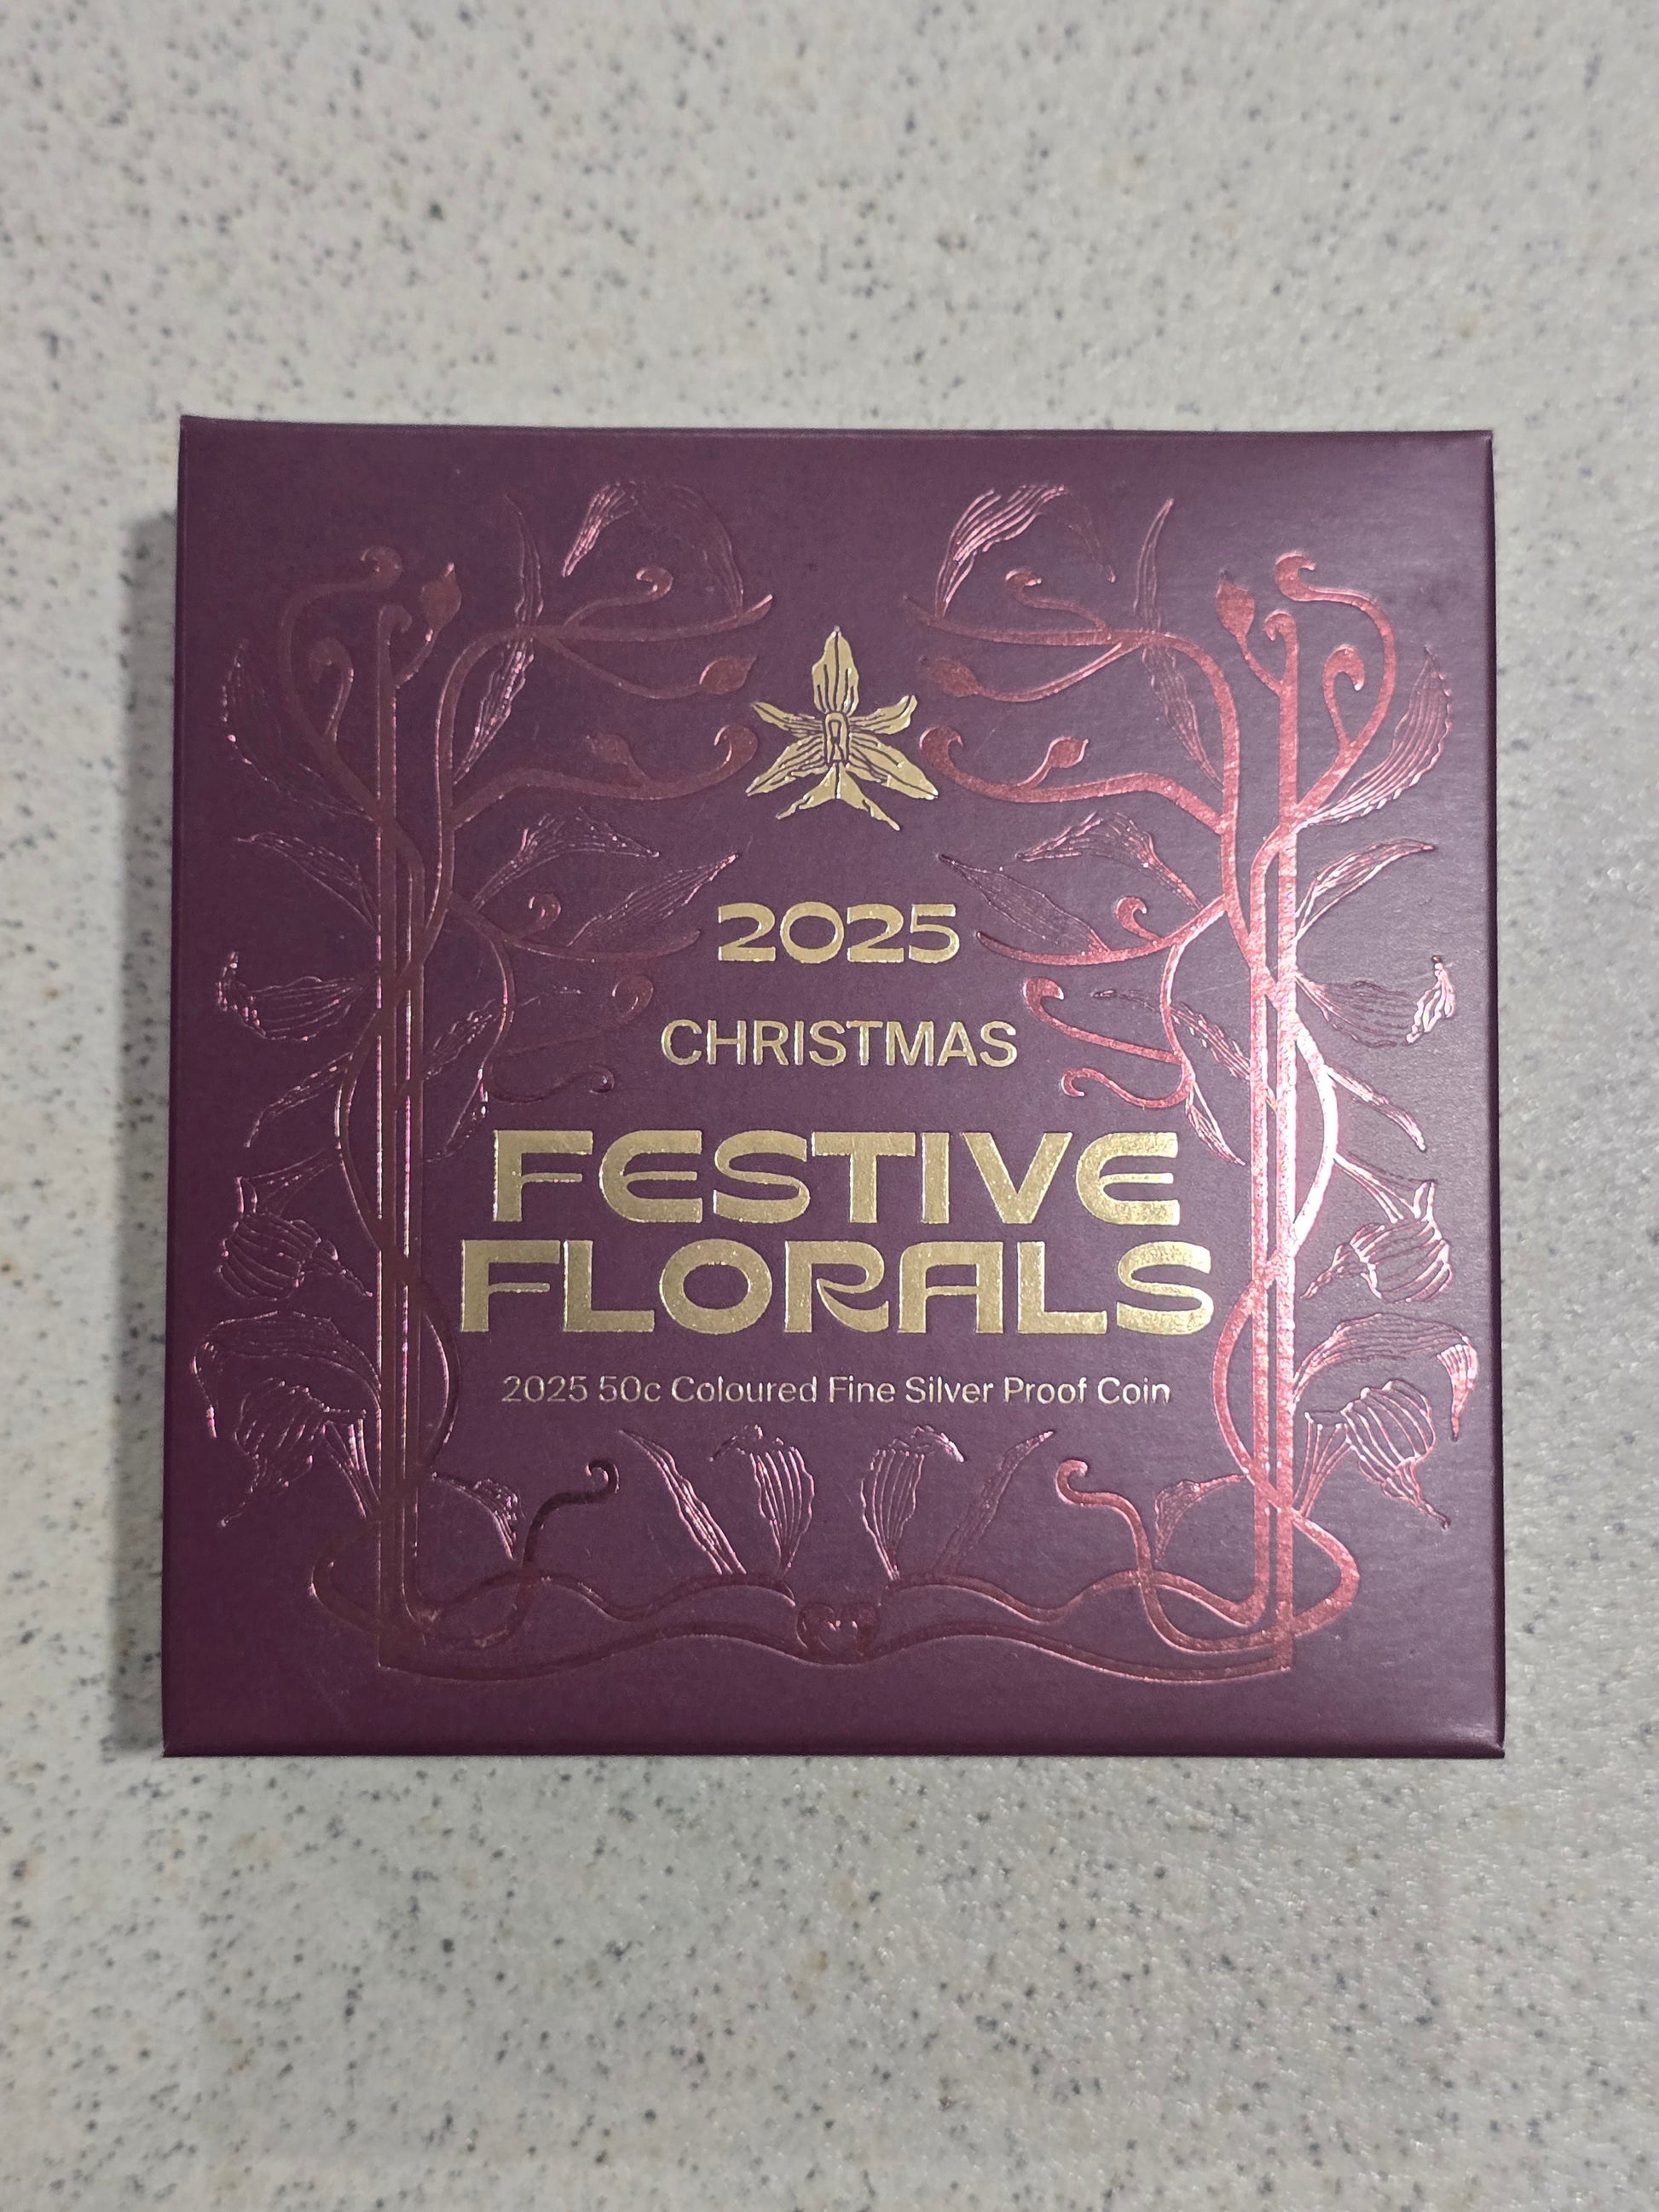 2025
CHRISTMAS
FESTIVE
FLORALS
2025 50c Coloured Fine Silver Proof Coin